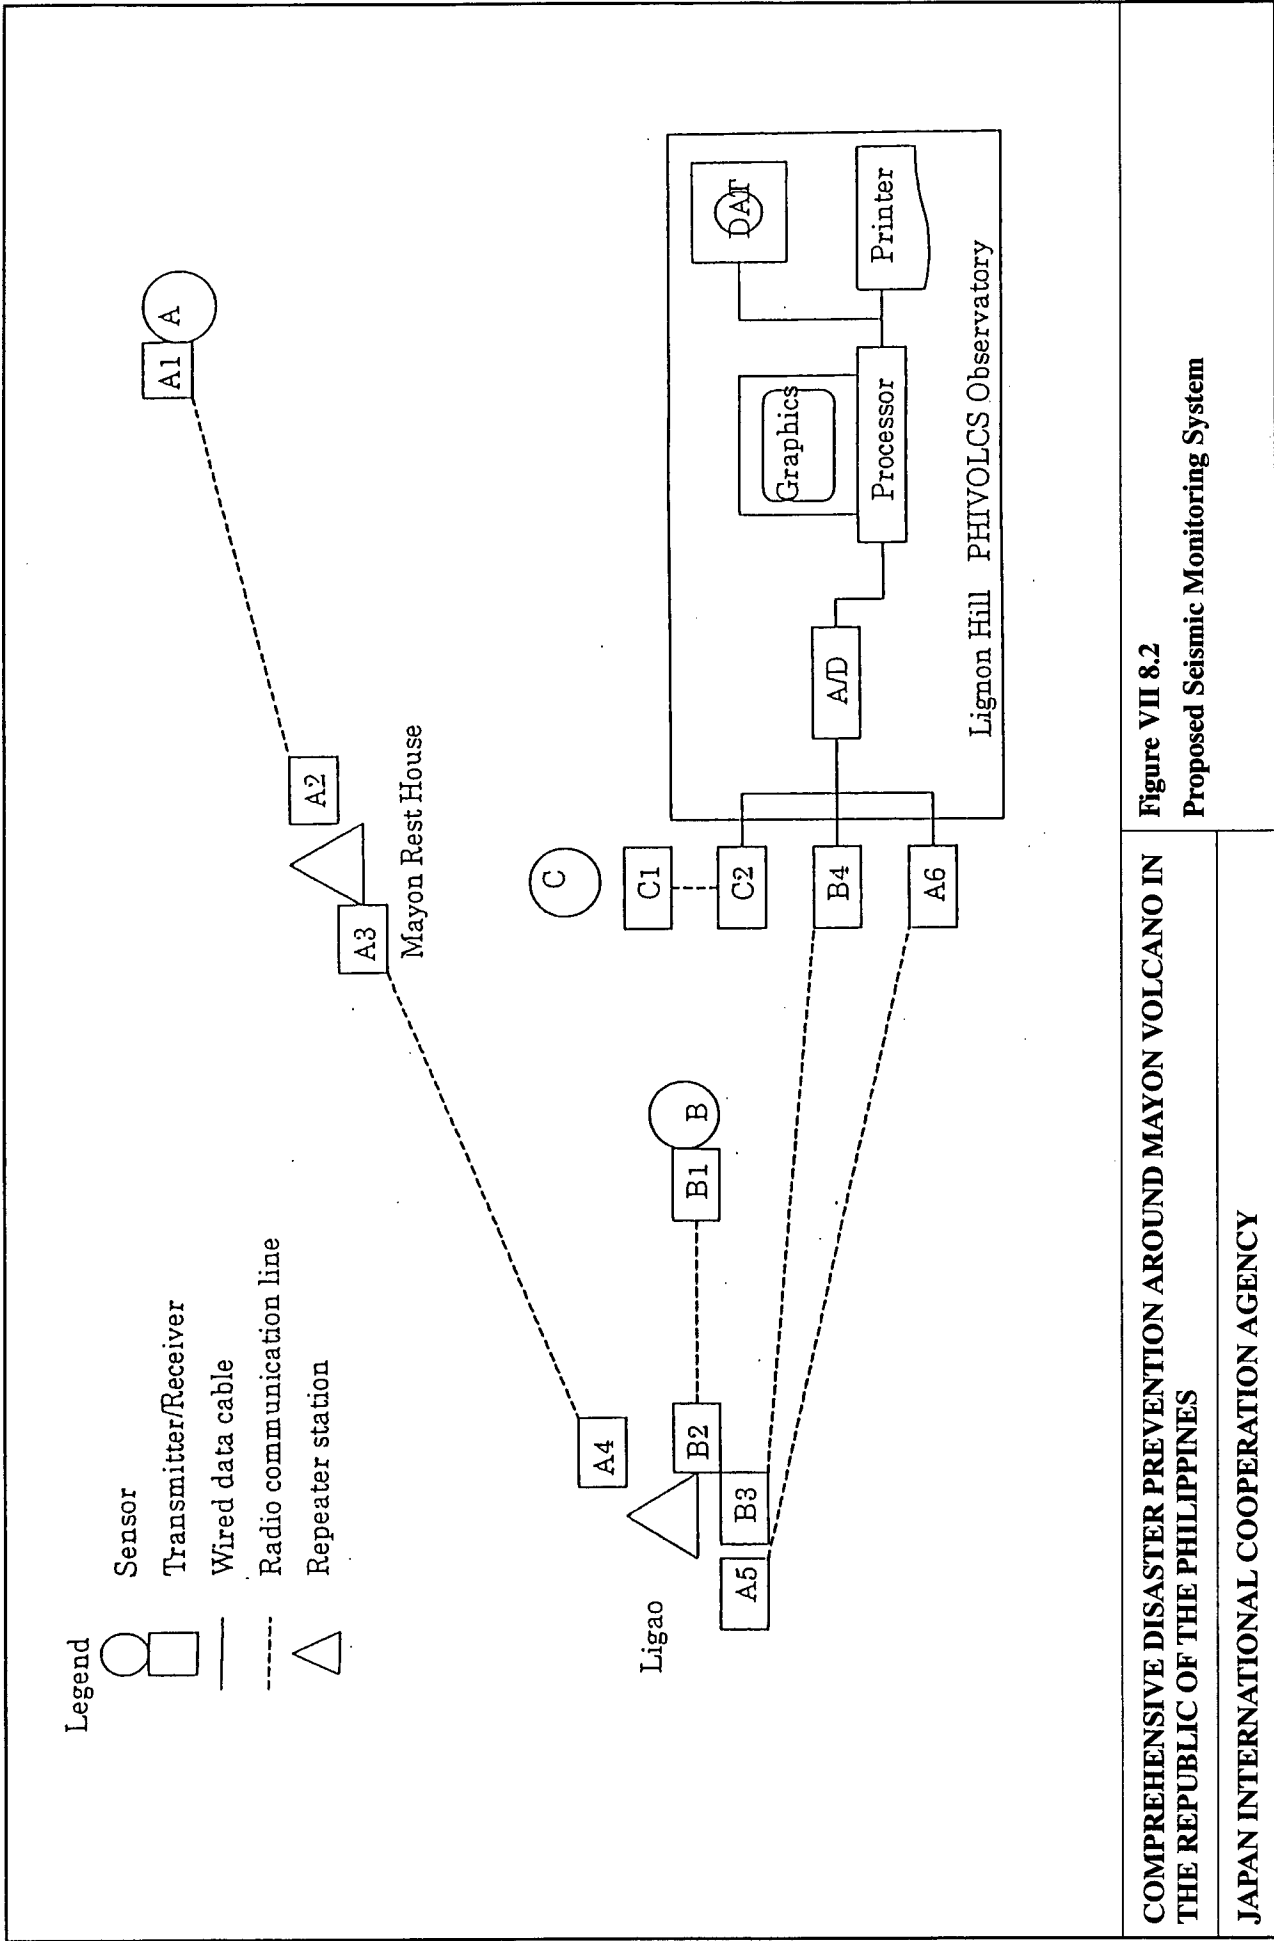 Legend
Sensor
Transmitter/Receiver
Wired data cable
Radio communication line
Repeater station
A1
A
A2
A3
Mayon Rest House
A4
Ligao
B2
B3
A5
B1
B
C
C1
C2
B4
A6
A/D
Graphics
Processor
DAT
Printer
Lignon Hill PHIVOLCS Observatory
COMPREHENSIVE DISASTER PREVENTION AROUND MAYON VOLCANO IN
THE REPUBLIC OF THE PHILIPPINES
JAPAN INTERNATIONAL COOPERATION AGENCY
Figure VII 8.2
Proposed Seismic Monitoring System